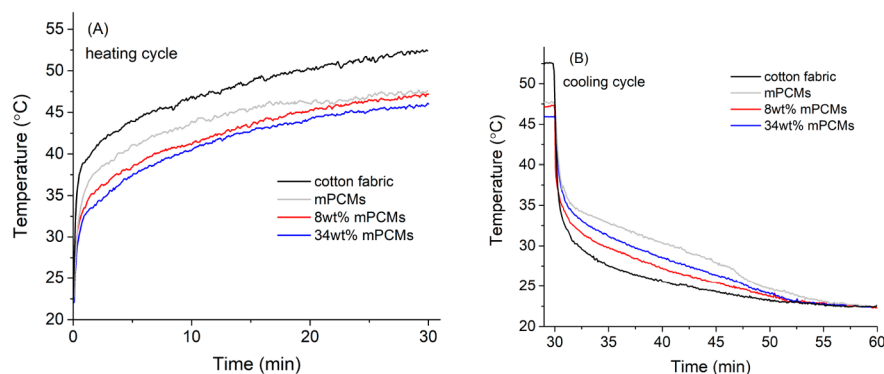 (A)
heating cycle
Temperature (°C)
55
50
45
40
35
30
25
20
cotton fabric
mPCMs
8wt% mPCMs
34wt% mPCMs
0
10
20
30
Time (min)
(B)
cooling cycle
Temperature (°C)
50
45
40
35
30
25
20
cotton fabric
mPCMs
8wt% mPCMs
34wt% mPCMs
30
35
40
45
50
55
60
Time (min)